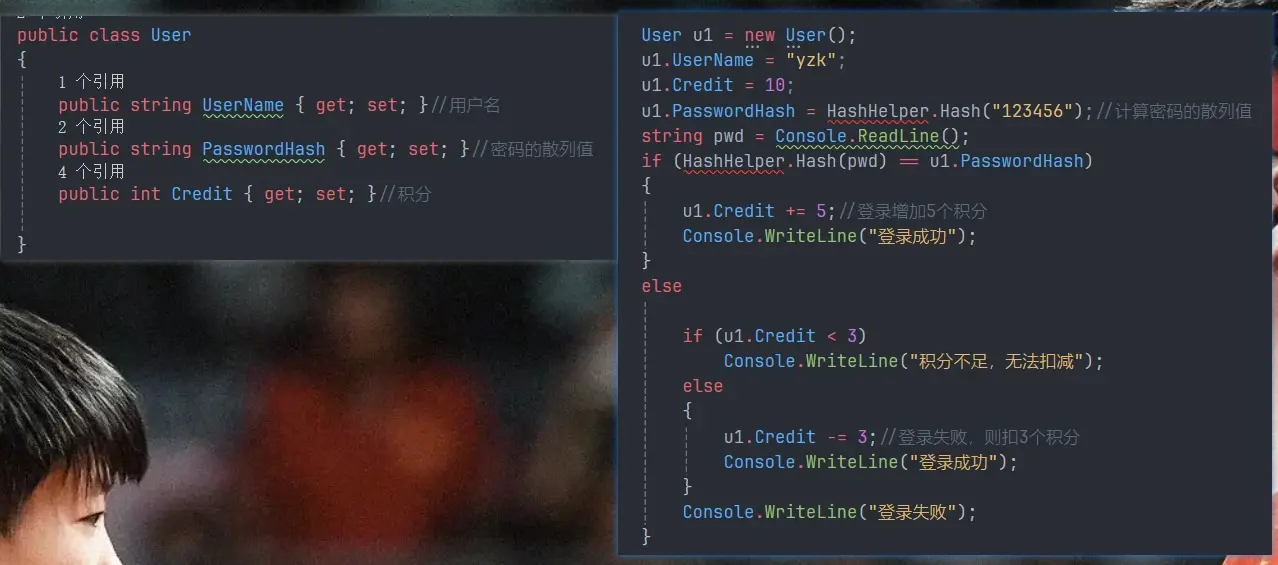 public class User
{
1 个引用
public string UserName { get; set; }//用户名
2 个引用
public string PasswordHash { get; set; }//密码的散列值
4 个引用
public int Credit { get; set; }//积分
}
User u1 = new User();
u1.UserName = "yzk";
u1.Credit = 10;
u1.PasswordHash = HashHelper.Hash("123456");//计算密码的散列值
string pwd = Console.ReadLine();
if (HashHelper.Hash(pwd) == u1.PasswordHash)
{
u1.Credit += 5;//登录增加5个积分
Console.WriteLine("登录成功");
}
else
if (u1.Credit < 3)
Console.WriteLine("积分不足，无法扣减");
else
{
u1.Credit -= 3;//登录失败，则扣3个积分
Console.WriteLine("登录成功");
}
Console.WriteLine("登录失败");
}